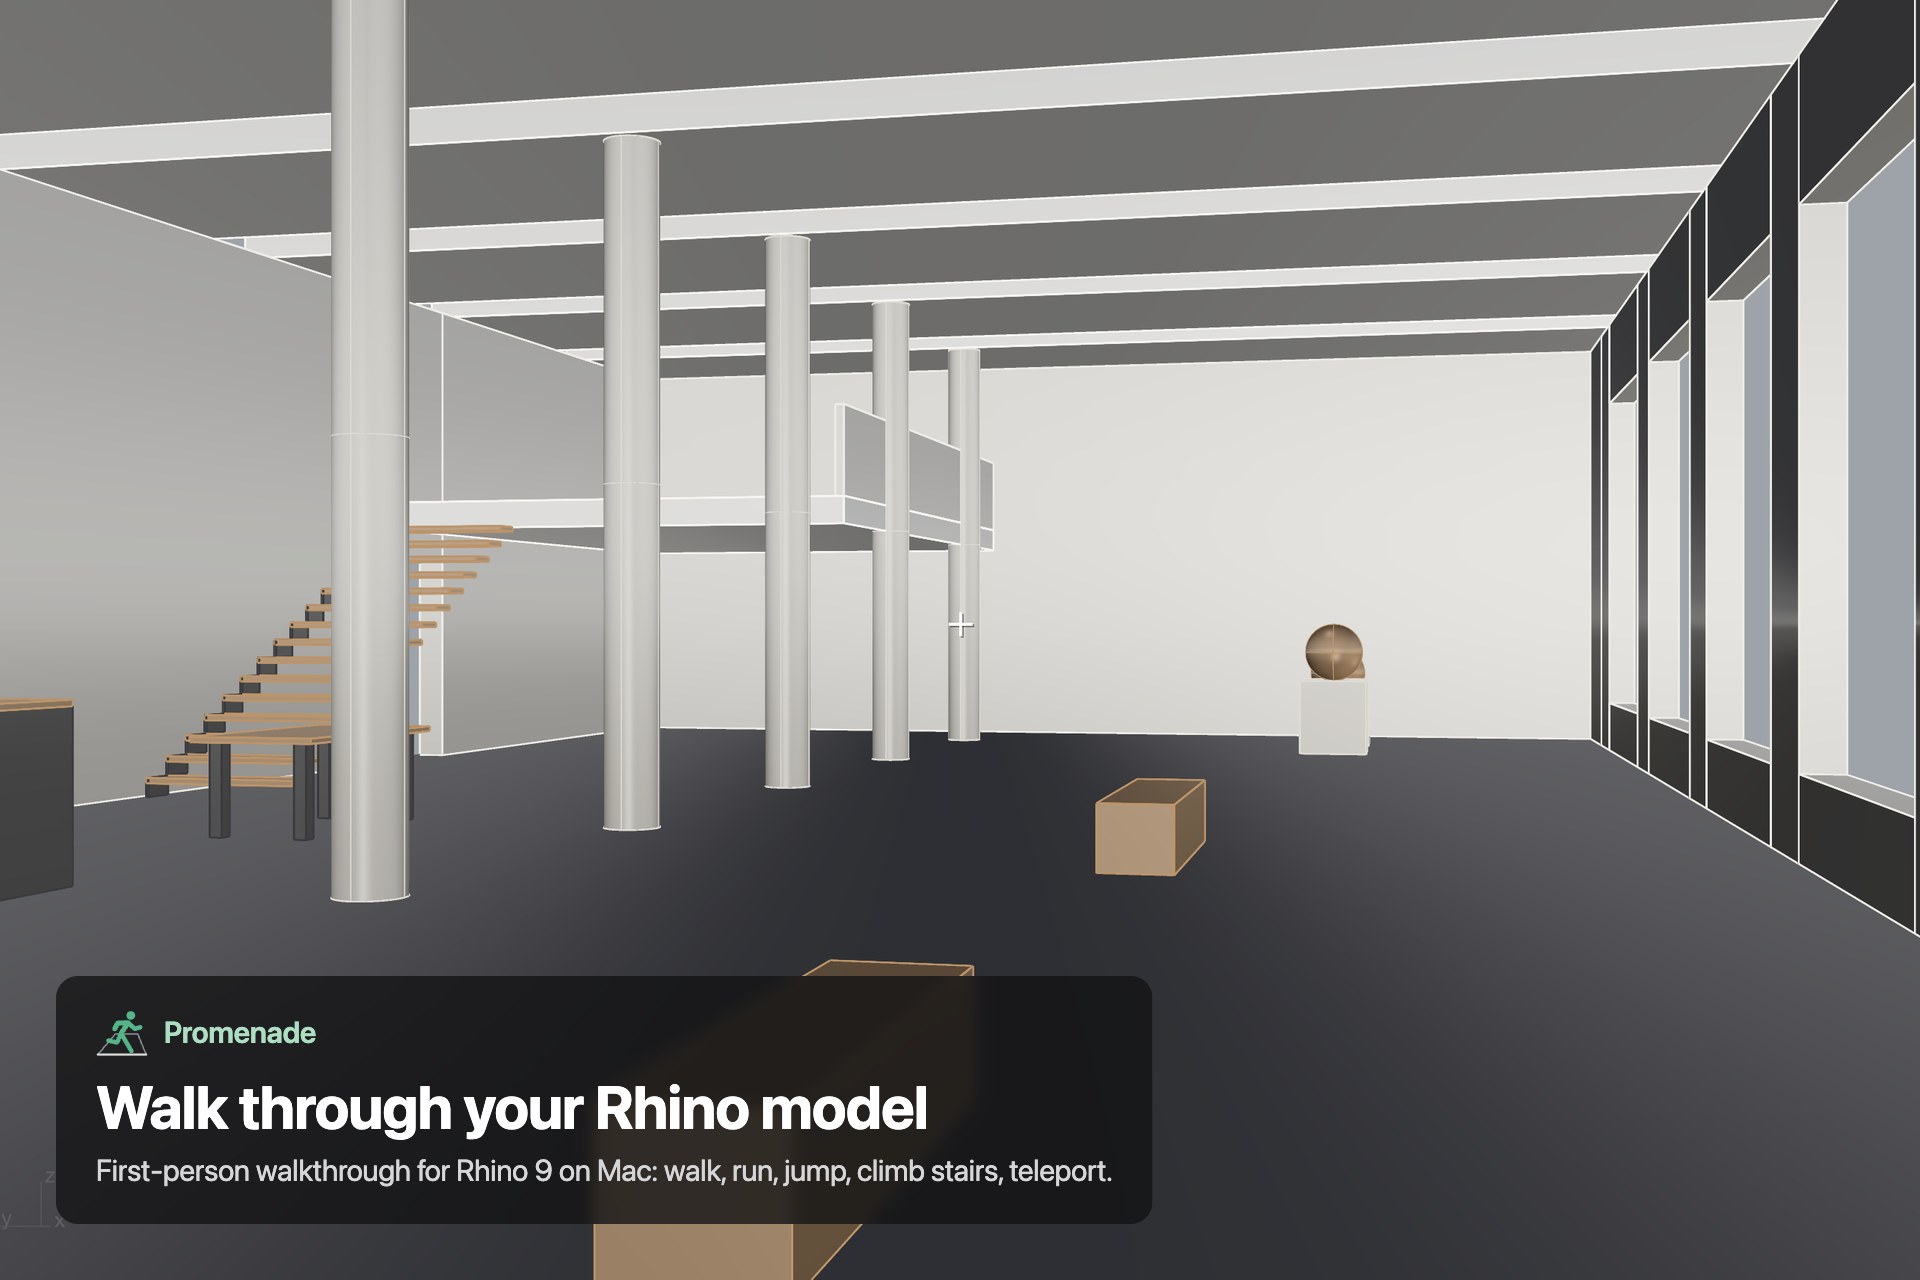 Promenade
Walk through your Rhino model
First-person walkthrough for Rhino 9 on Mac: walk, run, jump, climb stairs, teleport.
z
y
x